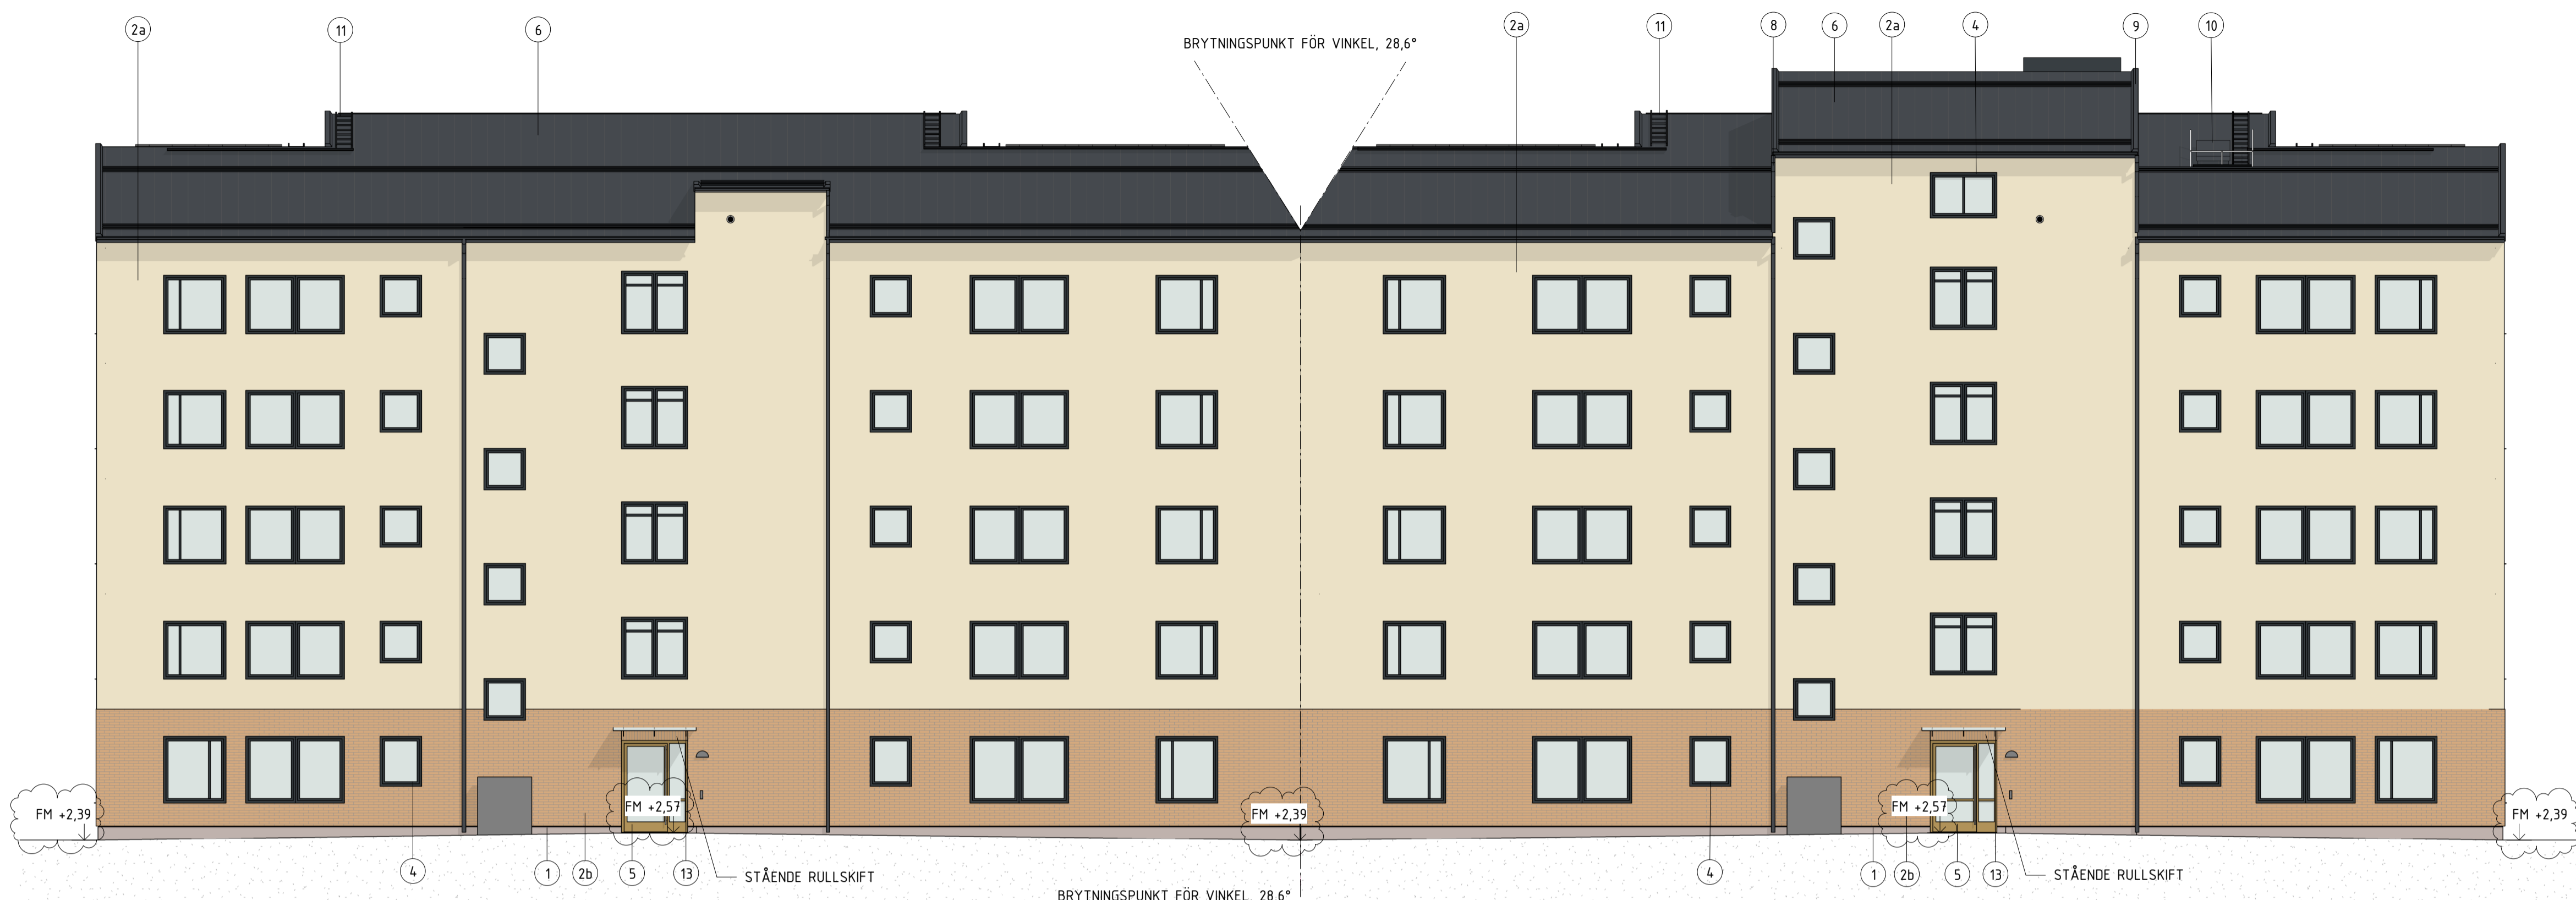 2a
11
6
BRYTNINGSPUNKT FÖR VINKEL, 28,6°
2a
11
8
6
2a
4
9
10
FM +2,39
FM +2,57
FM +2,39
FM +2,57
FM +2,39
4
1
2b
5
13
STÅENDE RULLSKIFT
4
1
2b
5
13
STÅENDE RULLSKIFT
BRYTNINGSPUNKT FÖR VINKEL, 28,6°